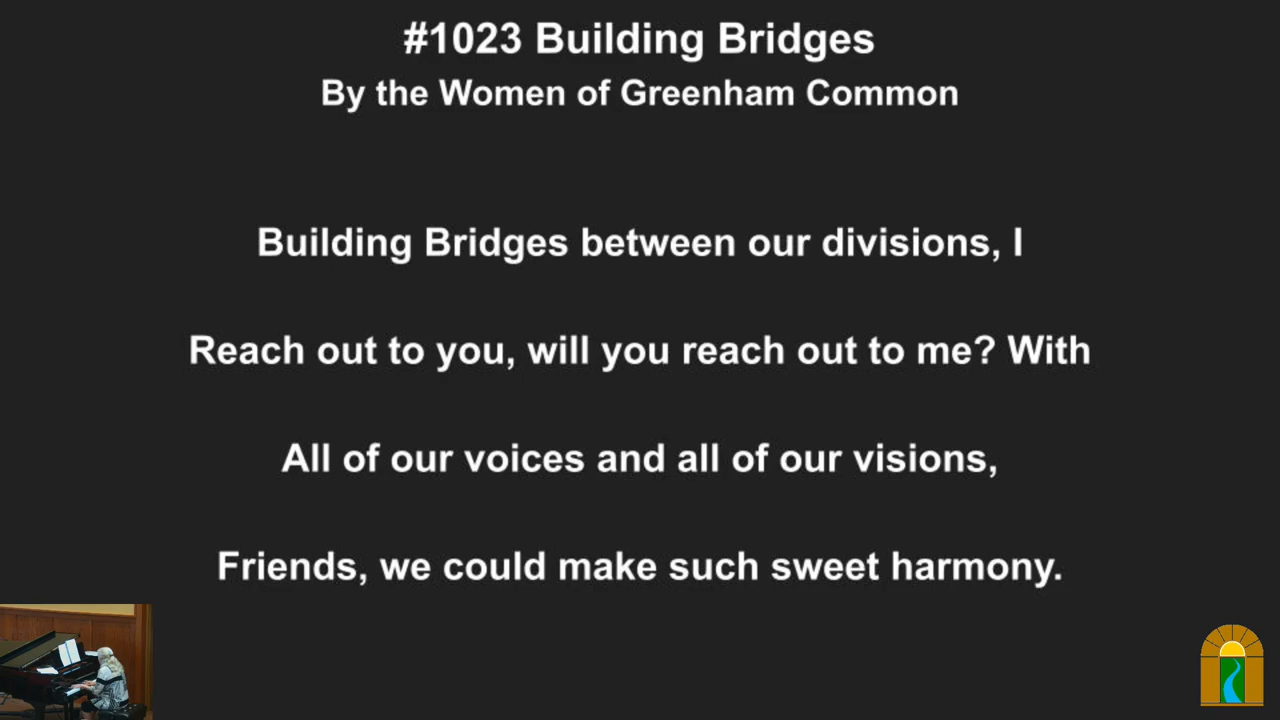 #1023 Building Bridges
By the Women of Greenham Common
Building Bridges between our divisions, I
Reach out to you, will you reach out to me? With
All of our voices and all of our visions,
Friends, we could make such sweet harmony.